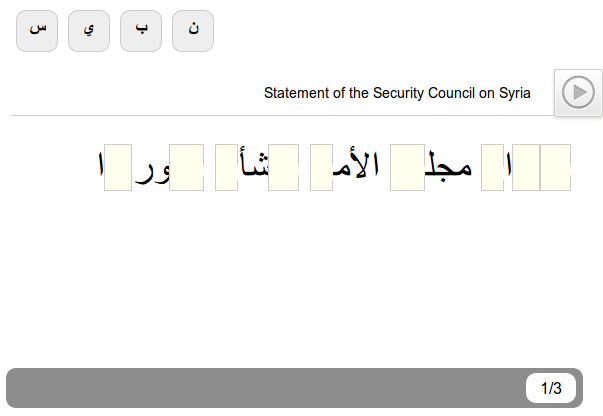 س ي ب ن
Statement of the Security Council on Syria
ا مجل الأم شأ ور ا
1/3